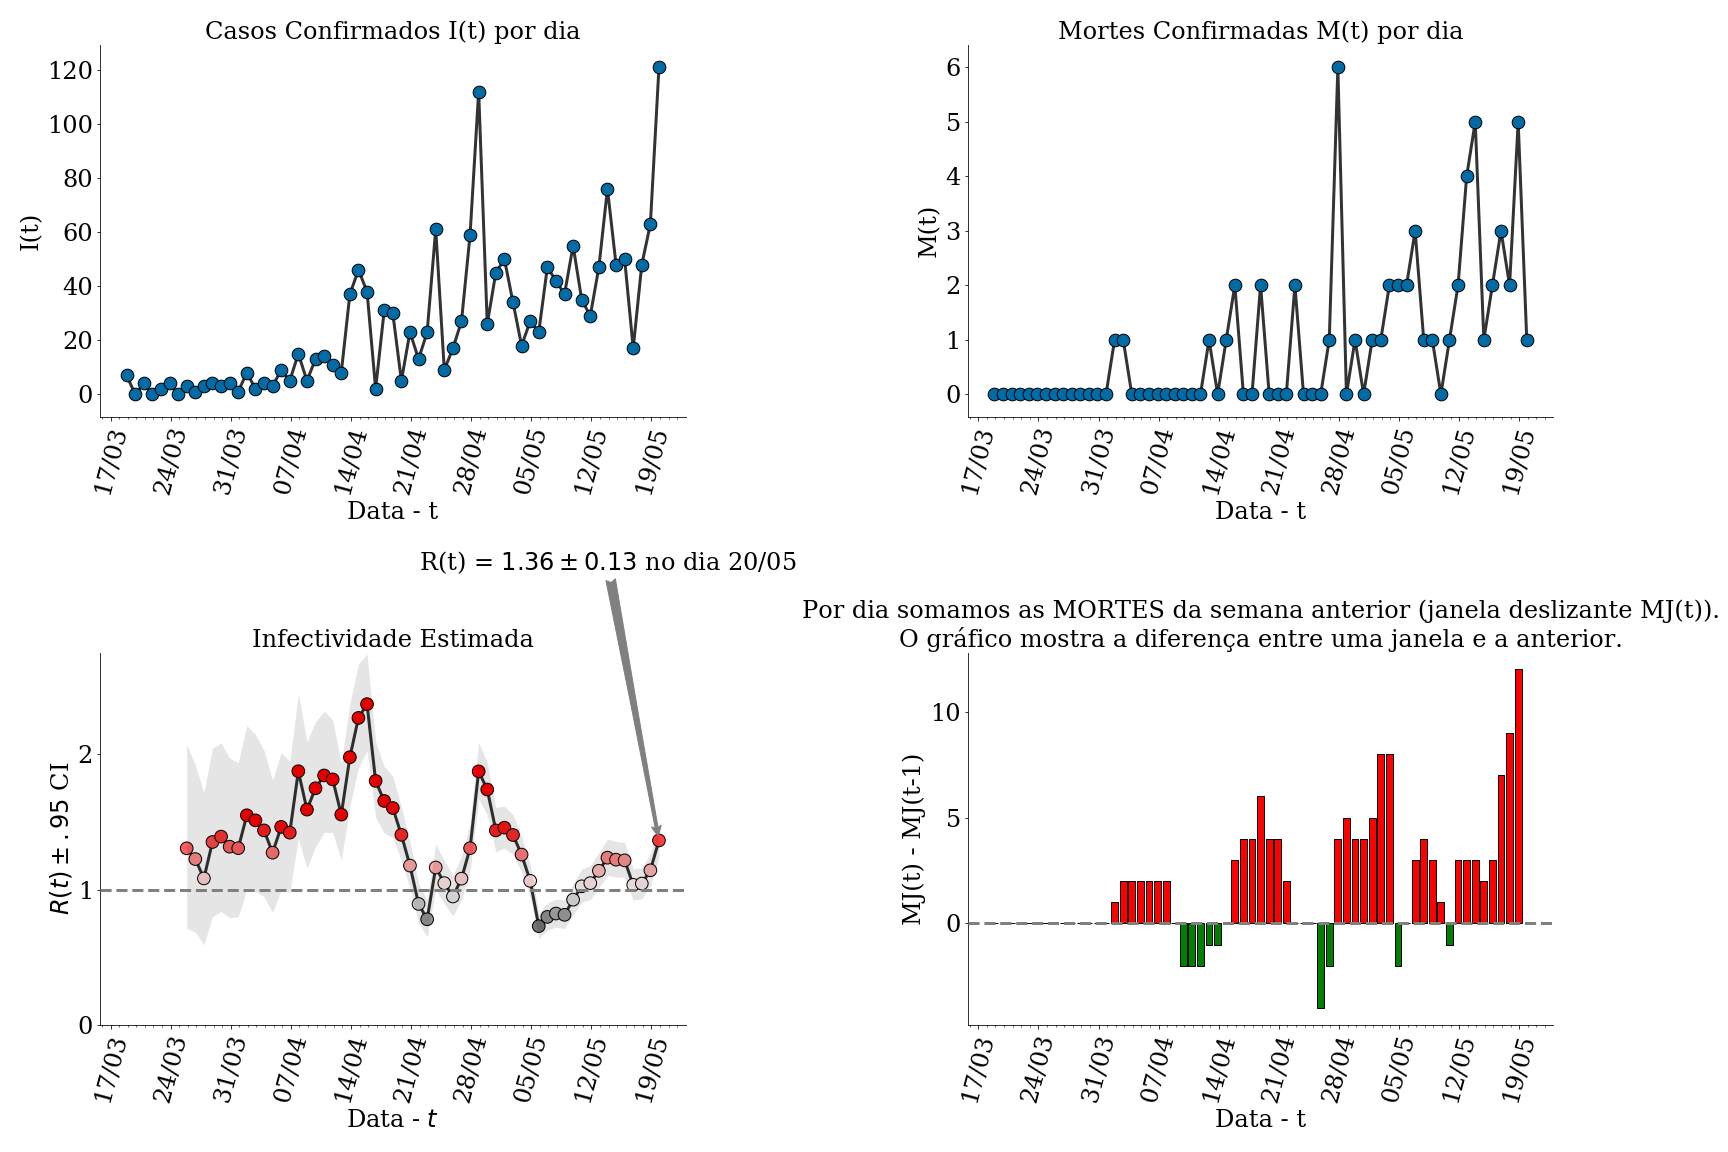 Casos Confirmados I(t) por dia
I(t)
120
100
80
60
40
20
0
17/03 24/03 31/03 07/04 14/04 21/04 28/04 05/05 12/05 19/05
Data - t
Mortes Confirmadas M(t) por dia
M(t)
6
5
4
3
2
1
0
17/03 24/03 31/03 07/04 14/04 21/04 28/04 05/05 12/05 19/05
Data - t
R(t) = 1.36 ± 0.13 no dia 20/05
Infectividade Estimada
R(t) ± .95 CI
2
1
0
17/03 24/03 31/03 07/04 14/04 21/04 28/04 05/05 12/05 19/05
Data - t
Por dia somamos as MORTES da semana anterior (janela deslizante MJ(t)).
O gráfico mostra a diferença entre uma janela e a anterior.
MJ(t) - MJ(t-1)
10
5
0
17/03 24/03 31/03 07/04 14/04 21/04 28/04 05/05 12/05 19/05
Data - t